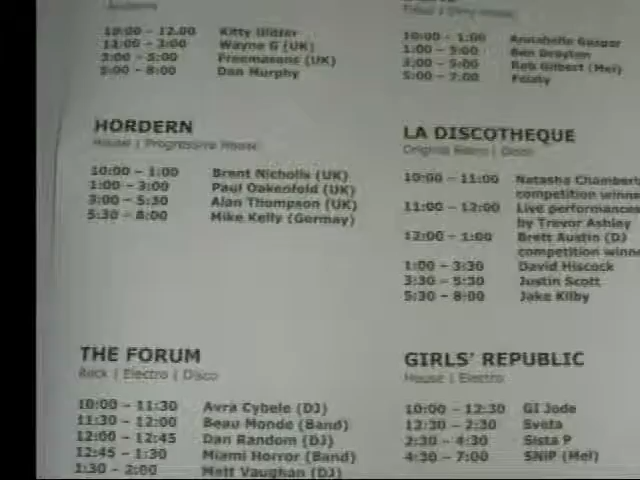 10:00 - 12.00 Kitty Glitter
11:00 - 3:00 Wayne G (UK)
3:00 - 5:00 Freemasons (UK)
5:00 - 8:00 Dan Murphy
10:00 - 1:00 Annabelle Gaspar
1:00 - 3:00 Ben Drayton
3:00 - 5:00 Rob Gilbert (Mel)
5:00 - 7:00 Feisty
HORDERN
House | Progressive House
10:00 - 1:00 Brent Nicholls (UK)
1:00 - 3:00 Paul Oakenfold (UK)
3:00 - 5:30 Alan Thompson (UK)
5:30 - 8:00 Mike Kelly (Germay)
LA DISCOTHEQUE
Original Retro | Disco
10:00 - 11:00 Natasha Chamberl
competition winne
11:00 - 12:00 Live performances
by Trevor Ashley
12:00 - 1:00 Brett Austin (DJ
competition winne
1:00 - 3:30 David Hiscock
3:30 - 5:30 Justin Scott
5:30 - 8:00 Jake Kilby
THE FORUM
Rock | Electro | Disco
10:00 - 11:30 Avra Cybele (DJ)
11:30 - 12:00 Beau Monde (Band)
12:00 - 12:45 Dan Random (DJ)
12:45 - 1:30 Miami Horror (Band)
1:30 - 2:00 Matt Vaughan (DJ)
GIRLS' REPUBLIC
House | Electro
10:00 - 12:30 GI Jode
12:30 - 2:30 Sveta
2:30 - 4:30 Sista P
4:30 - 7:00 SNIP (Mel)